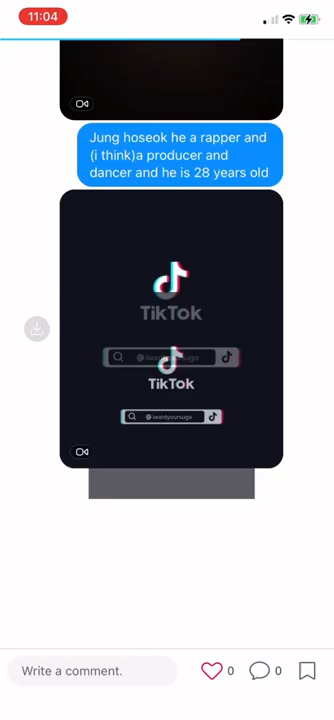 11:04
Jung hoseok he a rapper and
(i think)a producer and
dancer and he is 28 years old
TikTok
@iwantyoursuga
TikTok
@iwantyoursuga
Write a comment.
0
0